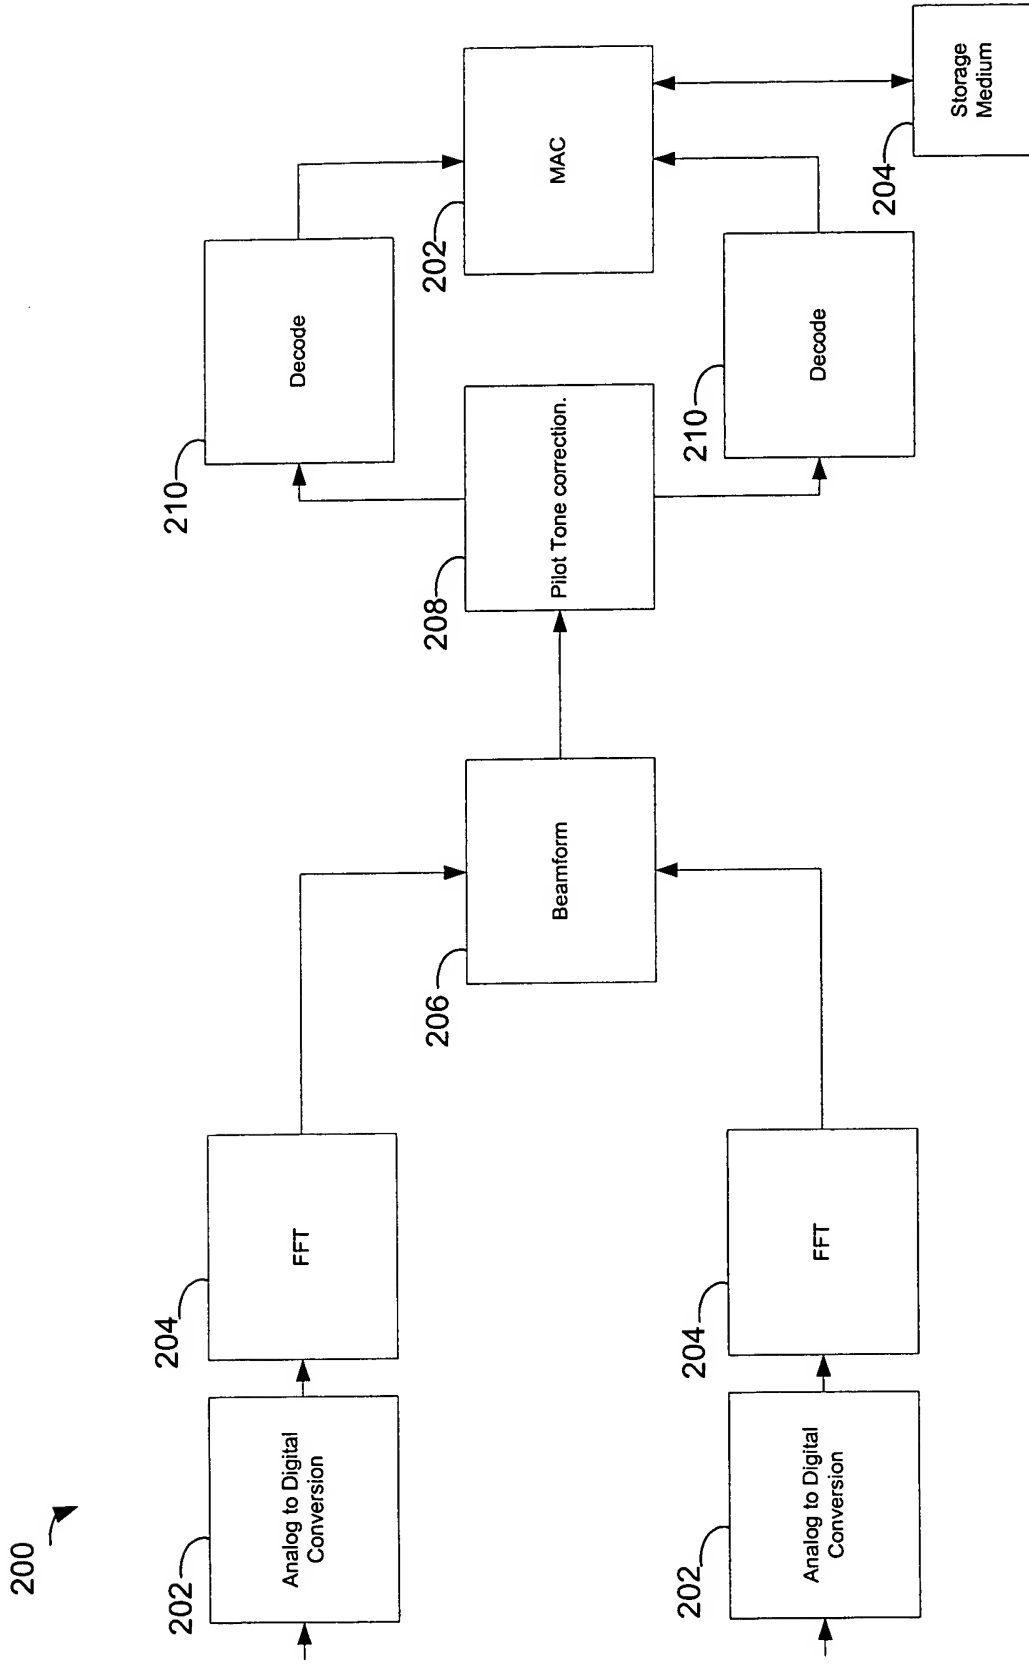 200
202
Analog to Digital
Conversion
204
FFT
202
Analog to Digital
Conversion
204
FFT
206
Beamform
208
Pilot Tone correction.
210
Decode
210
Decode
202
MAC
204
Storage
Medium